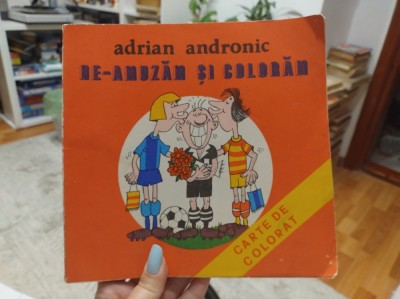 adrian andronic
NE-AMUZĂM ȘI COLORĂM
CARTE DE
COLORAT